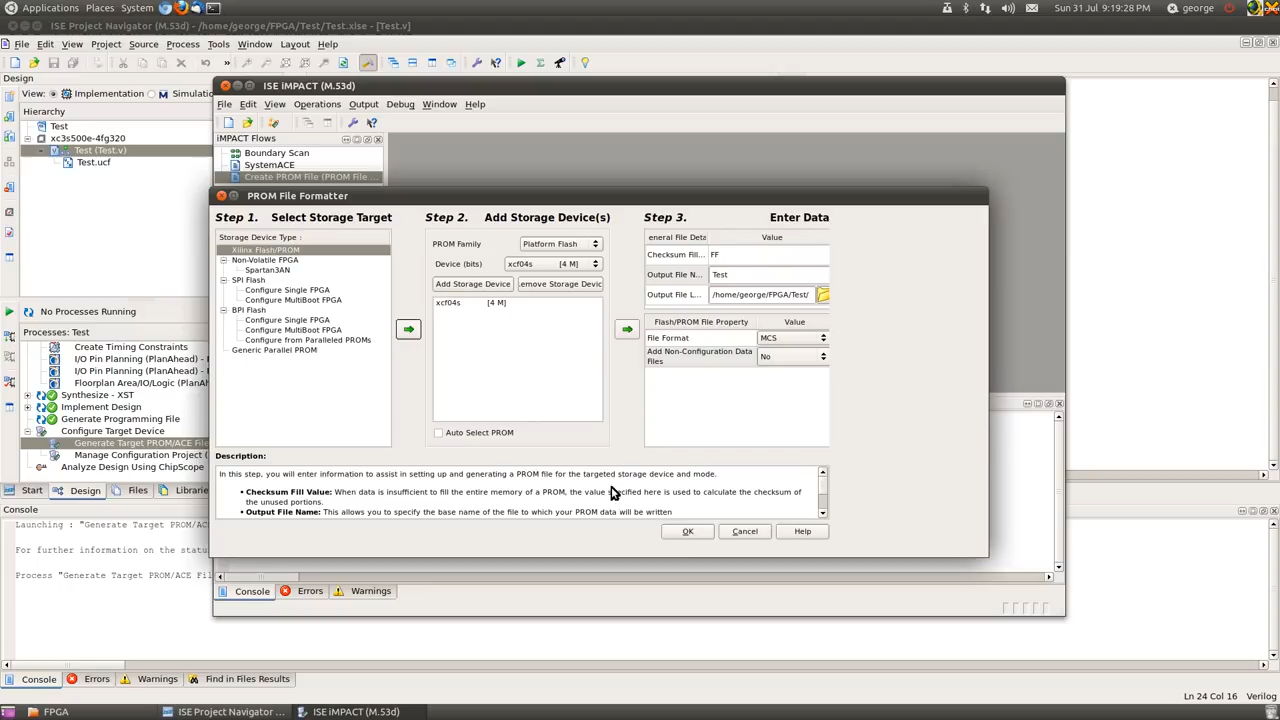 Applications Places System
Sun 31 Jul 9:19:28 PM
george
ISE Project Navigator (M.53d) - /home/george/FPGA/Test/Test.xise - [Test.v]
File Edit View Project Source Process Tools Window Layout Help
Design
View: Implementation Simulati
Hierarchy
Test
xc3s500e-4fg320
Test (Test.v)
Test.ucf
No Processes Running
Processes: Test
Create Timing Constraints
I/O Pin Planning (PlanAhead) -
I/O Pin Planning (PlanAhead) -
Floorplan Area/IO/Logic (PlanAhead)
Synthesize - XST
Implement Design
Generate Programming File
Configure Target Device
Generate Target PROM/ACE File
Manage Configuration Project (
Analyze Design Using ChipScope
Start Design Files Libraries
Console
Launching : "Generate Target PROM/AC
For further information on the statu
Process "Generate Target PROM/ACE Fil
Console Errors Warnings Find in Files Results
Ln 24 Col 16 Verilog
ISE iMPACT (M.53d)
File Edit View Operations Output Debug Window Help
iMPACT Flows
Boundary Scan
SystemACE
Create PROM File (PROM File ...
PROM File Formatter
Step 1. Select Storage Target
Storage Device Type :
Xilinx Flash/PROM
Non-Volatile FPGA
Spartan3AN
SPI Flash
Configure Single FPGA
Configure MultiBoot FPGA
BPI Flash
Configure Single FPGA
Configure MultiBoot FPGA
Configure from Paralleled PROMs
Generic Parallel PROM
Step 2. Add Storage Device(s)
PROM Family Platform Flash
Device (bits) xcf04s [4 M]
Add Storage Device emove Storage Devic
xcf04s [4 M]
Auto Select PROM
Step 3. Enter Data
eneral File Deta Value
Checksum Fill... FF
Output File N... Test
Output File L... /home/george/FPGA/Test/
Flash/PROM File Property Value
File Format MCS
Add Non-Configuration Data
Files No
Description:
In this step, you will enter information to assist in setting up and generating a PROM file for the targeted storage device and mode.
• Checksum Fill Value: When data is insufficient to fill the entire memory of a PROM, the value specified here is used to calculate the checksum of
the unused portions.
• Output File Name: This allows you to specify the base name of the file to which your PROM data will be written
OK Cancel Help
Console Errors Warnings
FPGA ISE Project Navigator ... ISE iMPACT (M.53d)